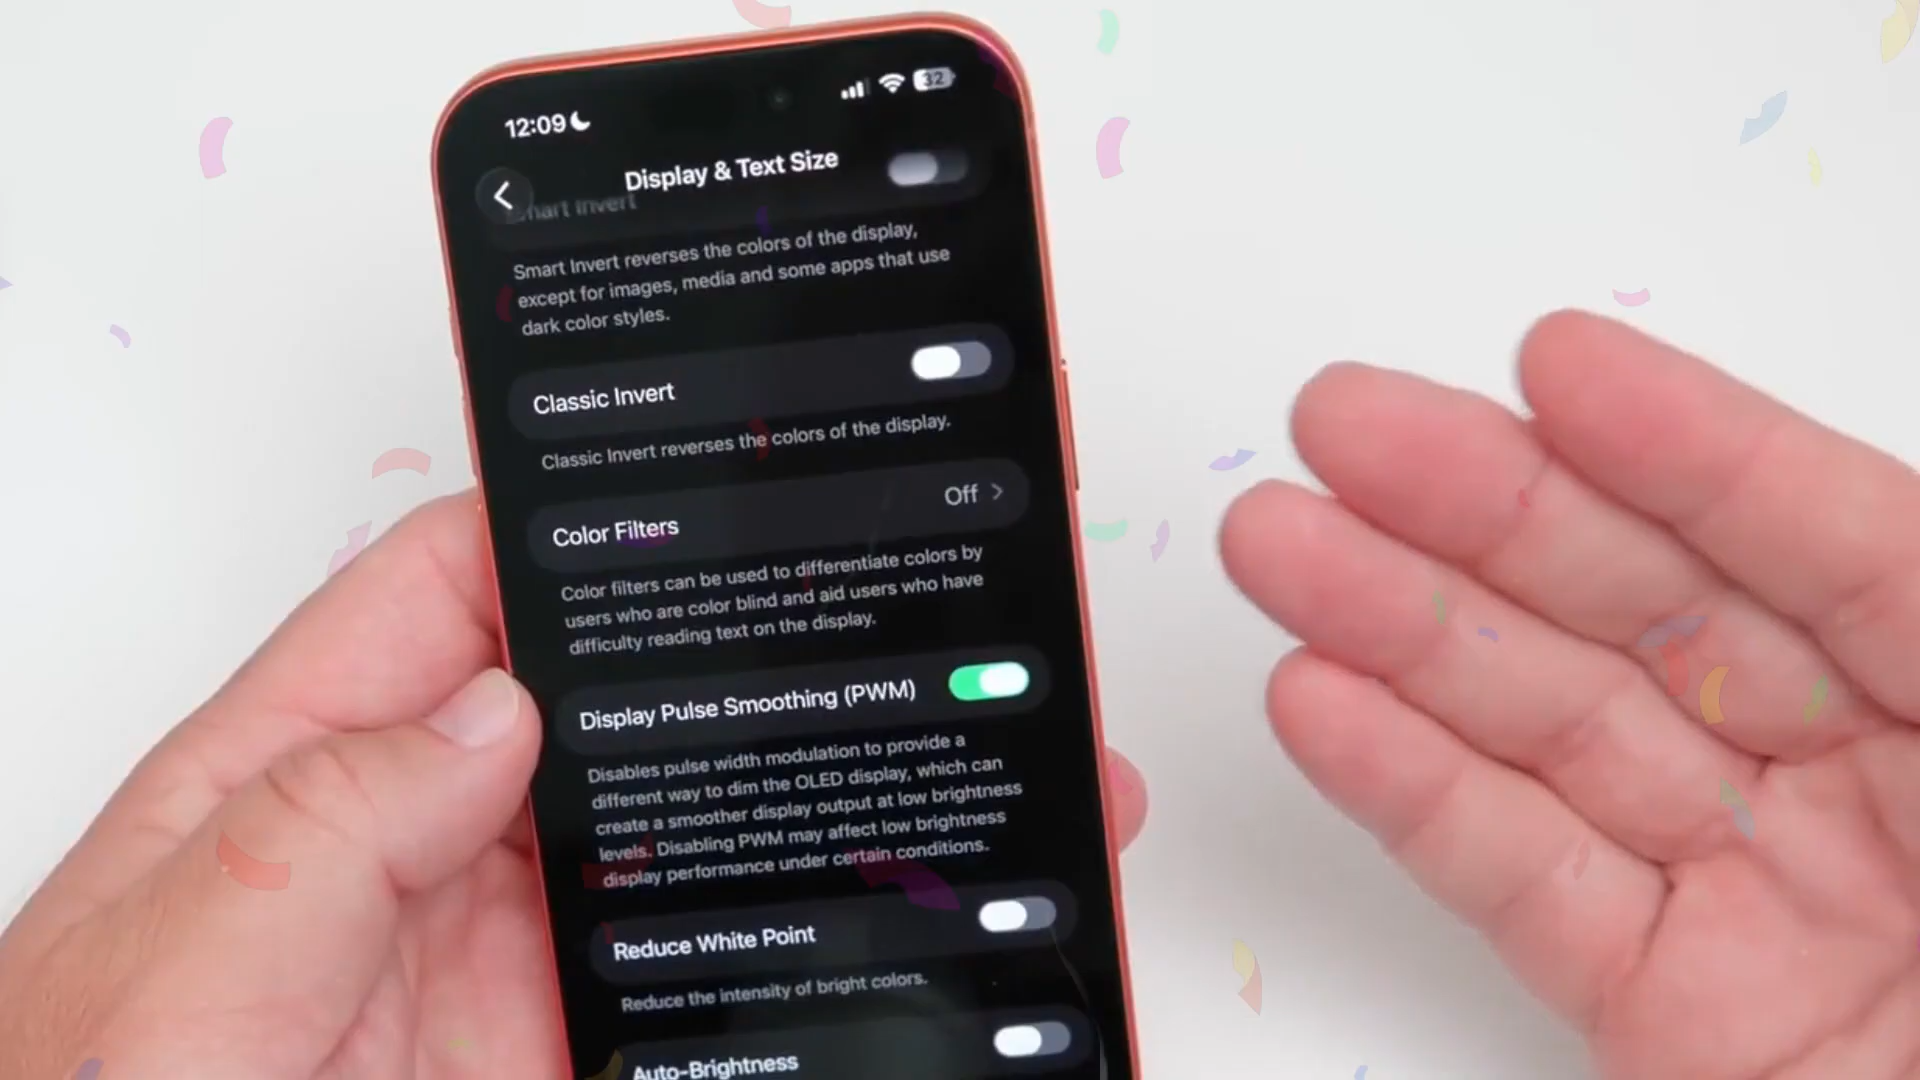 12:09
32
Display & Text Size
Smart Invert
Smart Invert reverses the colors of the display,
except for images, media and some apps that use
dark color styles.
Classic Invert
Classic Invert reverses the colors of the display.
Color Filters
Off
Color filters can be used to differentiate colors by
users who are color blind and aid users who have
difficulty reading text on the display.
Display Pulse Smoothing (PWM)
Disables pulse width modulation to provide a
different way to dim the OLED display, which can
create a smoother display output at low brightness
levels. Disabling PWM may affect low brightness
display performance under certain conditions.
Reduce White Point
Reduce the intensity of bright colors.
Auto-Brightness